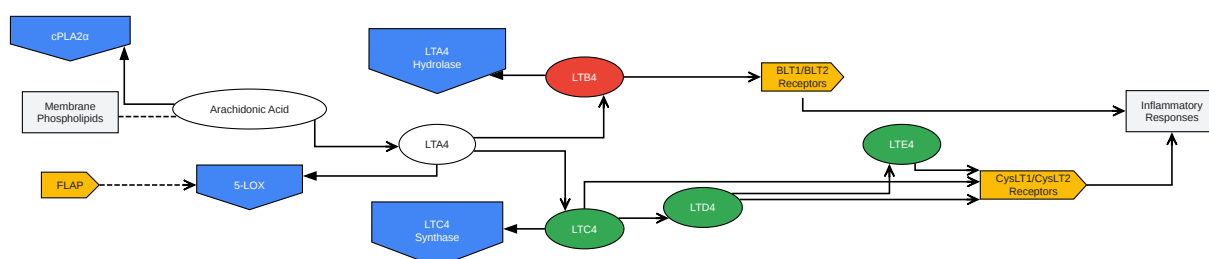 cPLA2α
Membrane
Phospholipids
Arachidonic Acid
FLAP
5-LOX
LTA4
Hydrolase
LTA4
LTC4
Synthase
LTB4
LTC4
LTD4
LTE4
BLT1/BLT2
Receptors
CysLT1/CysLT2
Receptors
Inflammatory
Responses